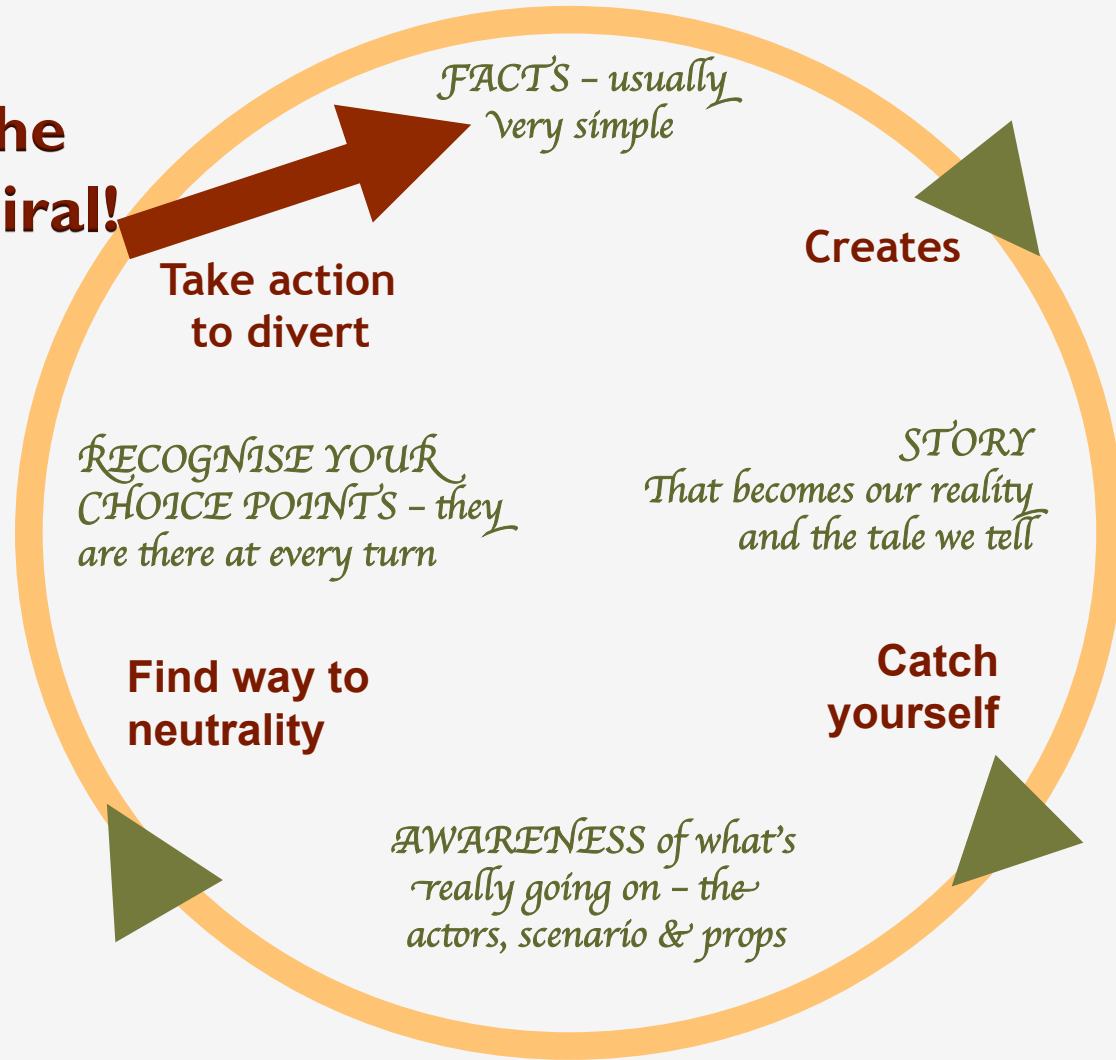 FACTS – usually
very simple
he
iral!
Take action
to divert
Creates
RECOGNISE YOUR
CHOICE POINTS – they
are there at every turn
STORY
That becomes our reality
and the tale we tell
Find way to
neutrality
Catch
yourself
AWARENESS of what's
really going on – the
actors, scenario & props